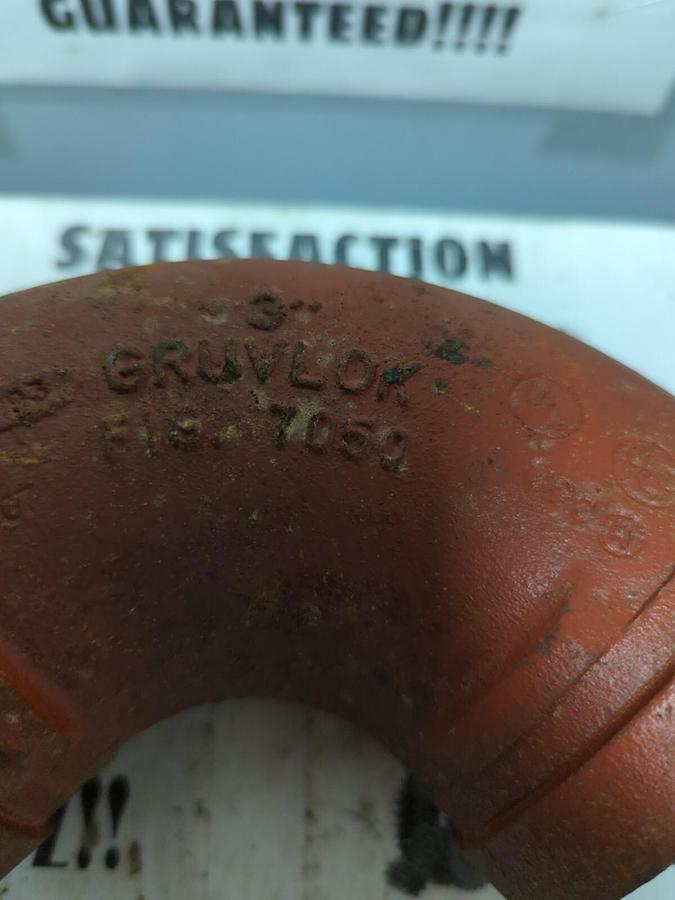 GUARANTEED!!!!
SATISFACTION
3"
GRUVLOK
FIG. 7050
!!